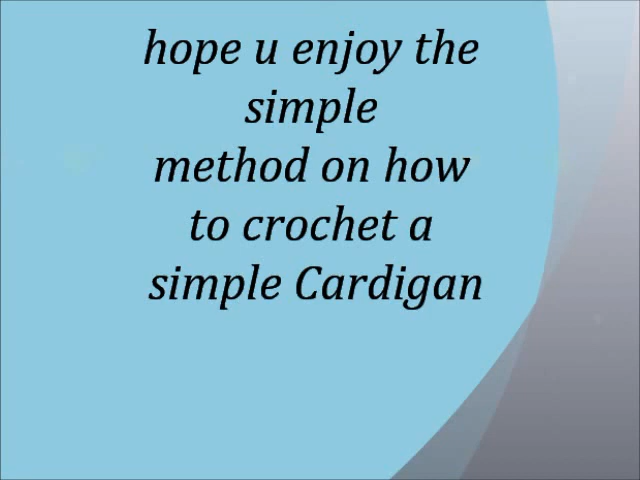 hope u enjoy the
simple
method on how
to crochet a
simple Cardigan